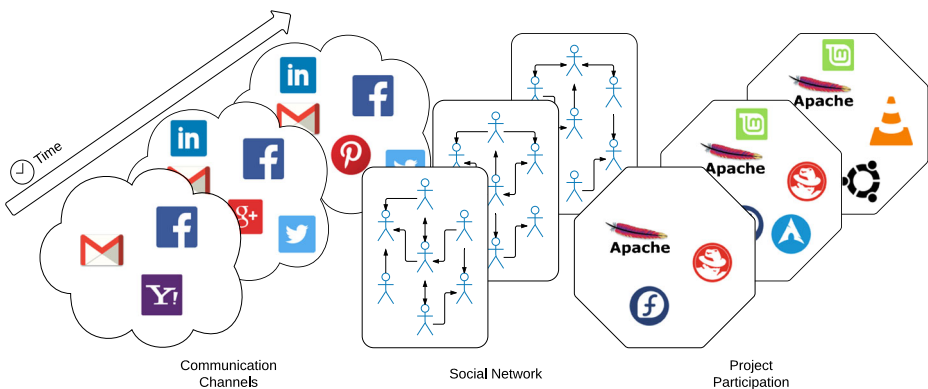 Time
in
in
g+
Y!
Apache
Apache
Apache
Communication
Channels
Social Network
Project
Participation